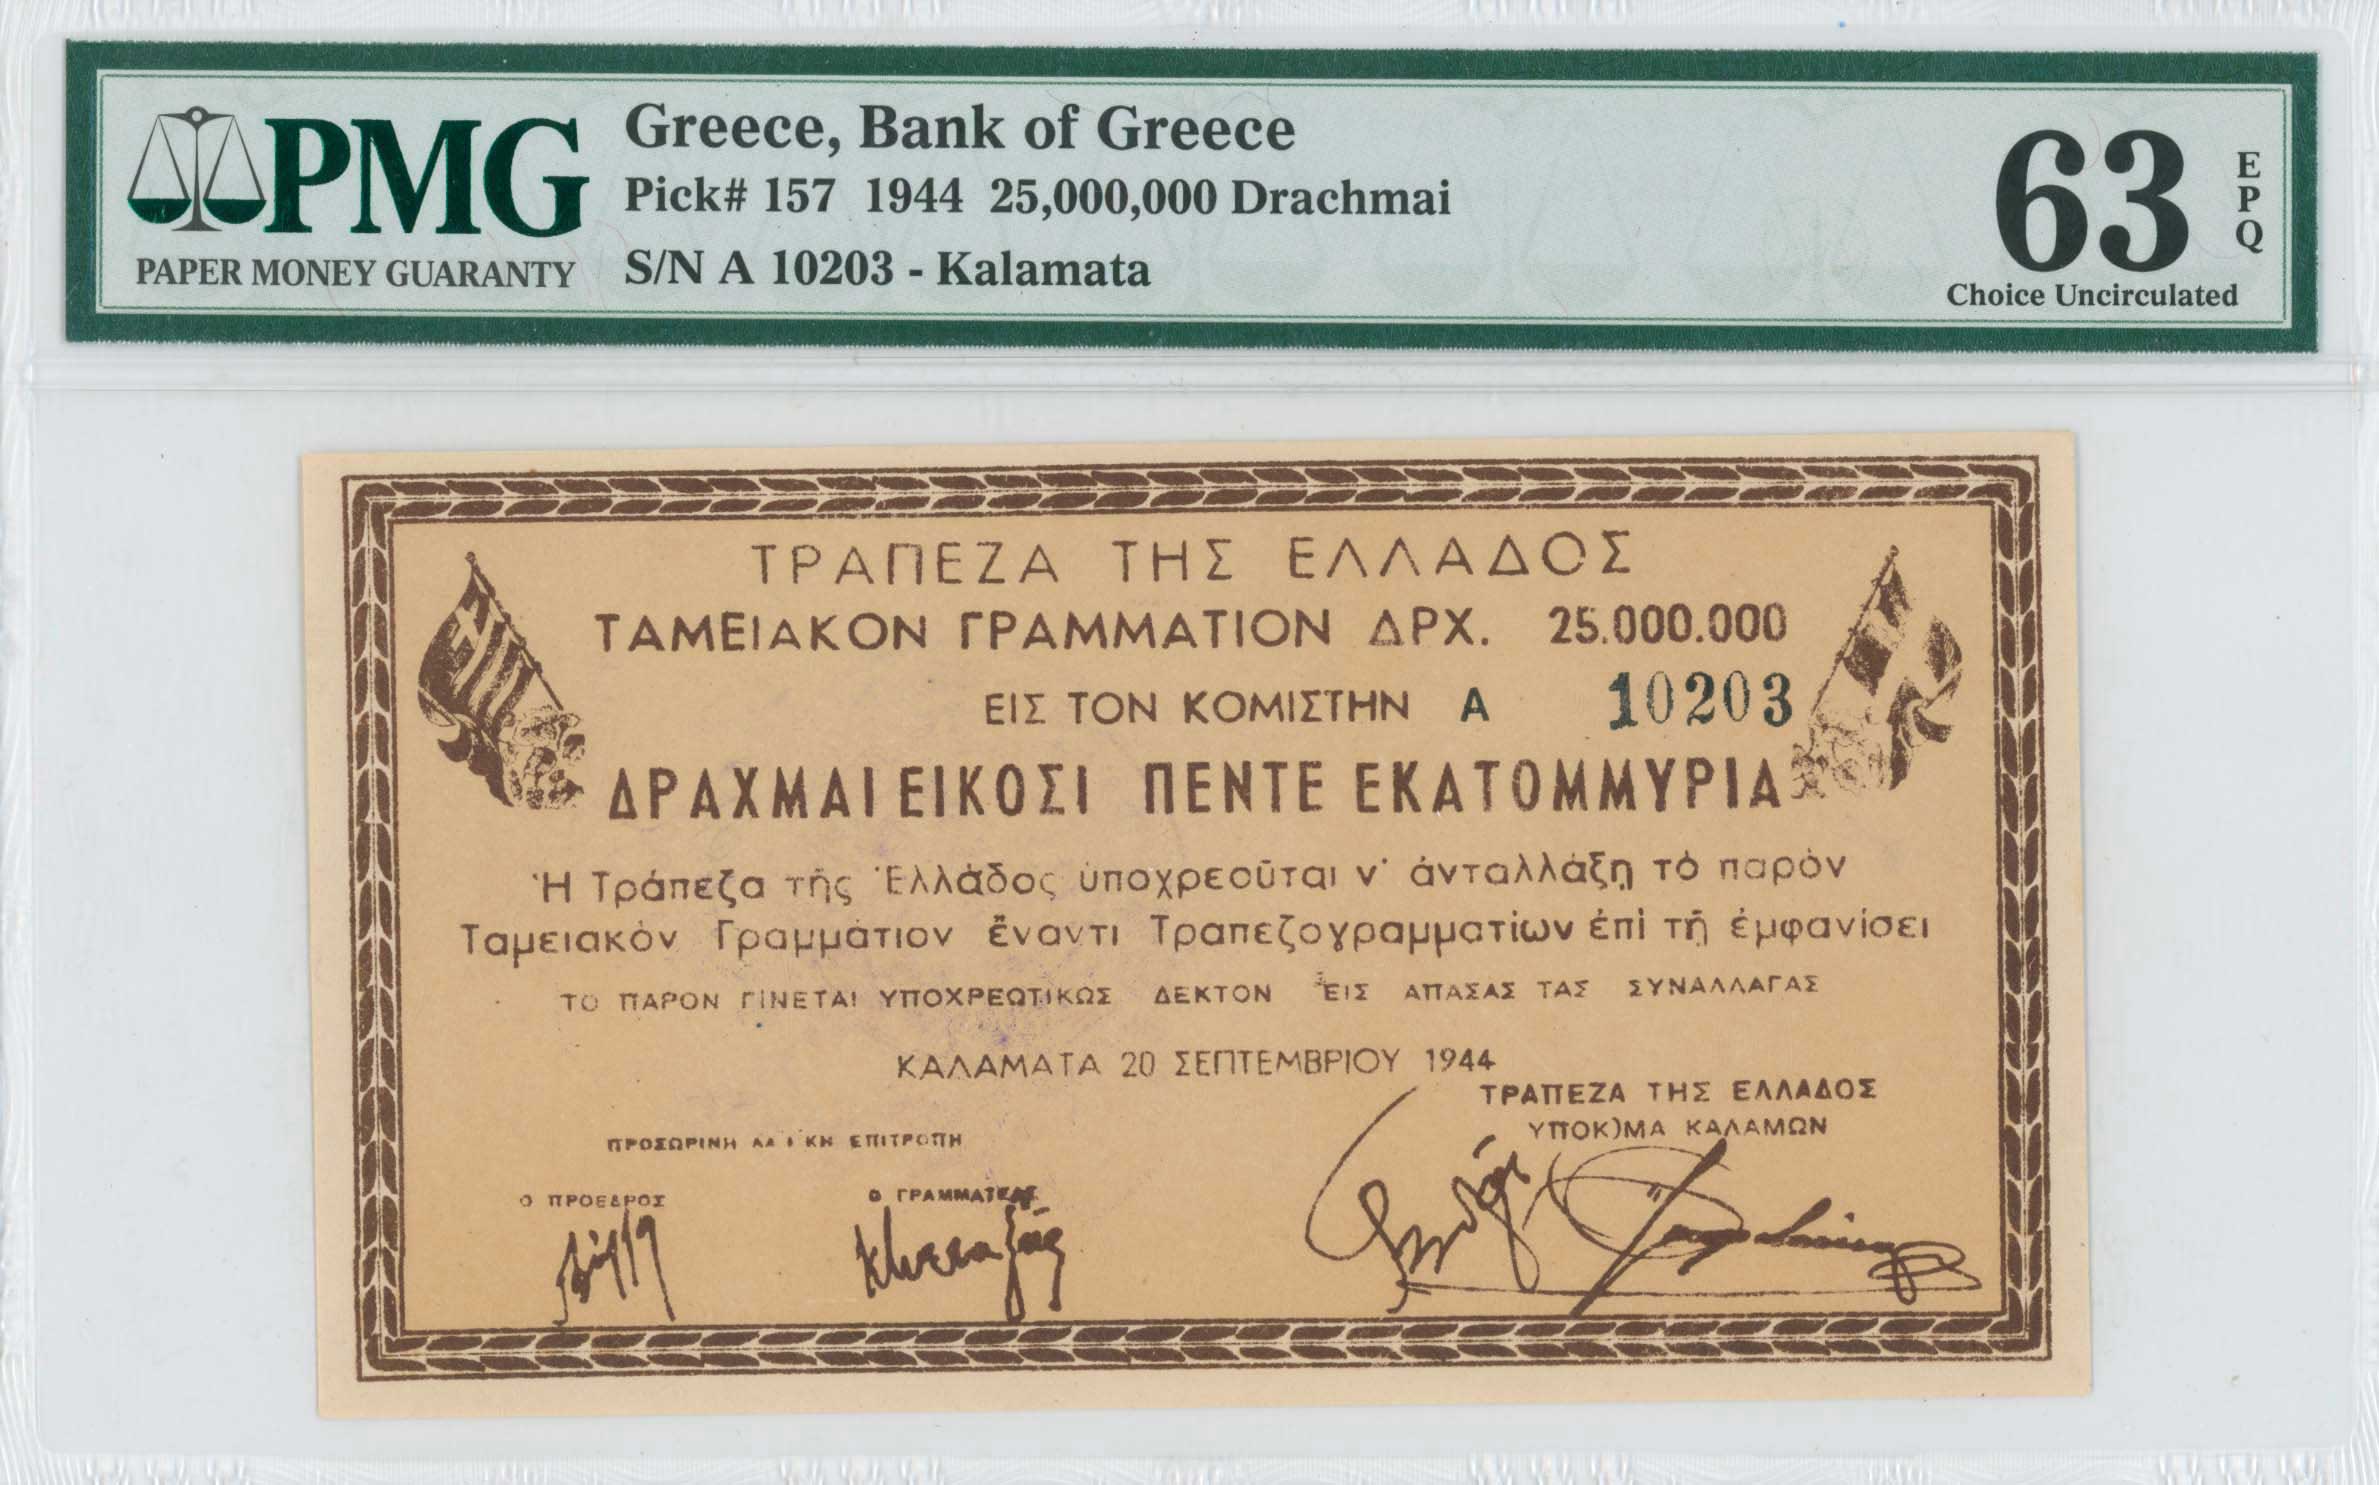 PMG
PAPER MONEY GUARANTY
Greece, Bank of Greece
Pick# 157 1944 25,000,000 Drachmai
S/N A 10203 - Kalamata
63
EPQ
Choice Uncirculated
ΤΡΑΠΕΖΑ ΤΗΣ ΕΛΛΑΔΟΣ
ΤΑΜΕΙΑΚΟΝ ΓΡΑΜΜΑΤΙΟΝ ΔΡΧ. 25.000.000
ΕΙΣ ΤΟΝ ΚΟΜΙΣΤΗΝ Α 10203
ΔΡΑΧΜΑΙ ΕΙΚΟΣΙ ΠΕΝΤΕ ΕΚΑΤΟΜΜΥΡΙΑ
Ἡ Τράπεζα τῆς Ἑλλάδος ὑποχρεοῦται ν' ἀνταλλάξῃ τὸ παρὸν
Ταμειακὸν Γραμμάτιον ἔναντι Τραπεζογραμματίων ἐπὶ τῇ ἐμφανίσει
ΤΟ ΠΑΡΟΝ ΓΙΝΕΤΑΙ ΥΠΟΧΡΕΩΤΙΚΩΣ ΔΕΚΤΟΝ ΕΙΣ ΑΠΑΣΑΣ ΤΑΣ ΣΥΝΑΛΛΑΓΑΣ
ΚΑΛΑΜΑΤΑ 20 ΣΕΠΤΕΜΒΡΙΟΥ 1944
ΤΡΑΠΕΖΑ ΤΗΣ ΕΛΛΑΔΟΣ
ΥΠΟΚ)ΜΑ ΚΑΛΑΜΩΝ
ΠΡΟΣΩΡΙΝΗ ΛΑΪΚΗ ΕΠΙΤΡΟΠΗ
Ο ΠΡΟΕΔΡΟΣ
Ο ΓΡΑΜΜΑΤΕΑΣ